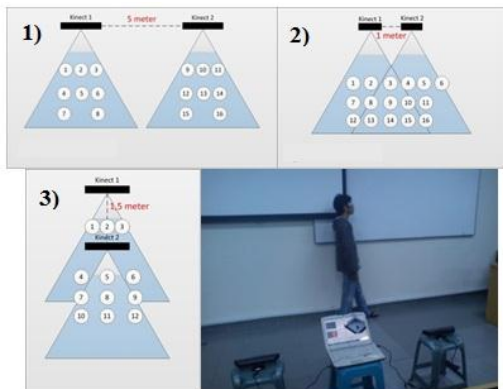 1)
Kinect 1
5 meter
Kinect 2
1 2 3
4 5 6
7 8
9 10 11
12 13 14
15 16
2)
Kinect 1
Kinect 2
1 meter
1 2 3 4 5 6
7 8 9 10 11
12 13 14 15 16
3)
Kinect 1
1,5 meter
Kinect 2
1 2 3
4 5 6
7 8 9
10 11 12